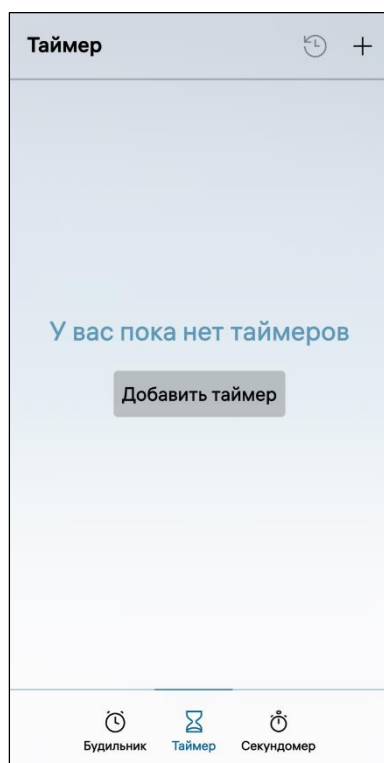 Таймер
У вас пока нет таймеров
Добавить таймер
Будильник Таймер Секундомер